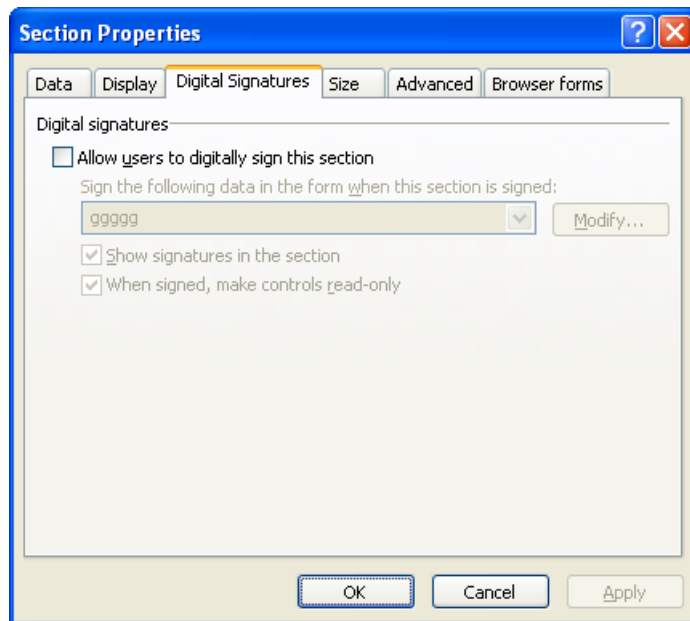 Section Properties
Data Display Digital Signatures Size Advanced Browser forms
Digital signatures
Allow users to digitally sign this section
Sign the following data in the form when this section is signed:
ggggg Modify...
Show signatures in the section
When signed, make controls read-only
OK Cancel Apply